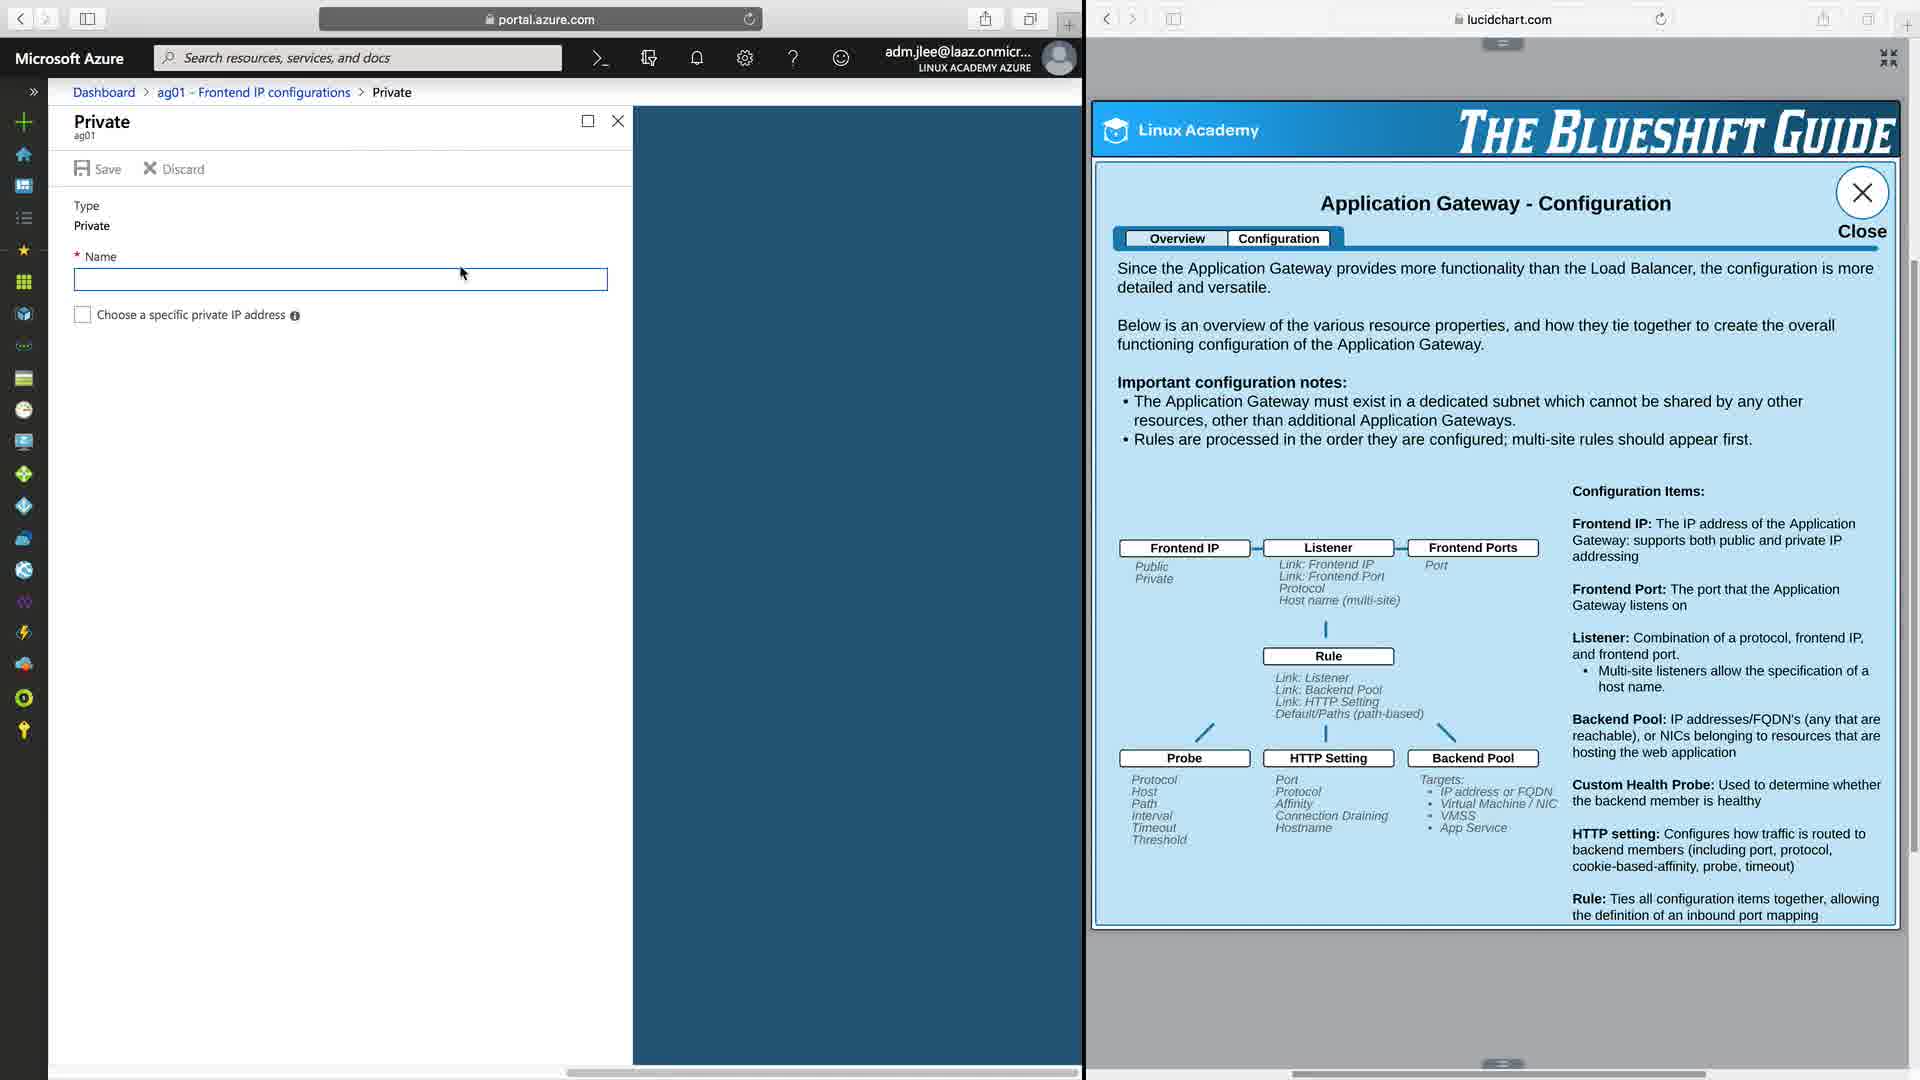 portal.azure.com
Microsoft Azure
Search resources, services, and docs
adm.jlee@laaz.onmicr...
LINUX ACADEMY AZURE
Dashboard > ag01 - Frontend IP configurations > Private
Private
ag01
Save
Discard
Type
Private
* Name
Choose a specific private IP address
lucidchart.com
Linux Academy
THE BLUESHIFT GUIDE
Application Gateway - Configuration
Close
Overview
Configuration
Since the Application Gateway provides more functionality than the Load Balancer, the configuration is more
detailed and versatile.
Below is an overview of the various resource properties, and how they tie together to create the overall
functioning configuration of the Application Gateway.
Important configuration notes:
• The Application Gateway must exist in a dedicated subnet which cannot be shared by any other
resources, other than additional Application Gateways.
• Rules are processed in the order they are configured; multi-site rules should appear first.
Frontend IP
Public
Private
Listener
Link: Frontend IP
Link: Frontend Port
Protocol
Host name (multi-site)
Frontend Ports
Port
Rule
Link: Listener
Link: Backend Pool
Link: HTTP Setting
Default/Paths (path-based)
Probe
Protocol
Host
Path
Interval
Timeout
Threshold
HTTP Setting
Port
Protocol
Affinity
Connection Draining
Hostname
Backend Pool
Targets:
• IP address or FQDN
• Virtual Machine / NIC
• VMSS
• App Service
Configuration Items:
Frontend IP: The IP address of the Application
Gateway: supports both public and private IP
addressing
Frontend Port: The port that the Application
Gateway listens on
Listener: Combination of a protocol, frontend IP,
and frontend port.
• Multi-site listeners allow the specification of a
host name.
Backend Pool: IP addresses/FQDN's (any that are
reachable), or NICs belonging to resources that are
hosting the web application
Custom Health Probe: Used to determine whether
the backend member is healthy
HTTP setting: Configures how traffic is routed to
backend members (including port, protocol,
cookie-based-affinity, probe, timeout)
Rule: Ties all configuration items together, allowing
the definition of an inbound port mapping